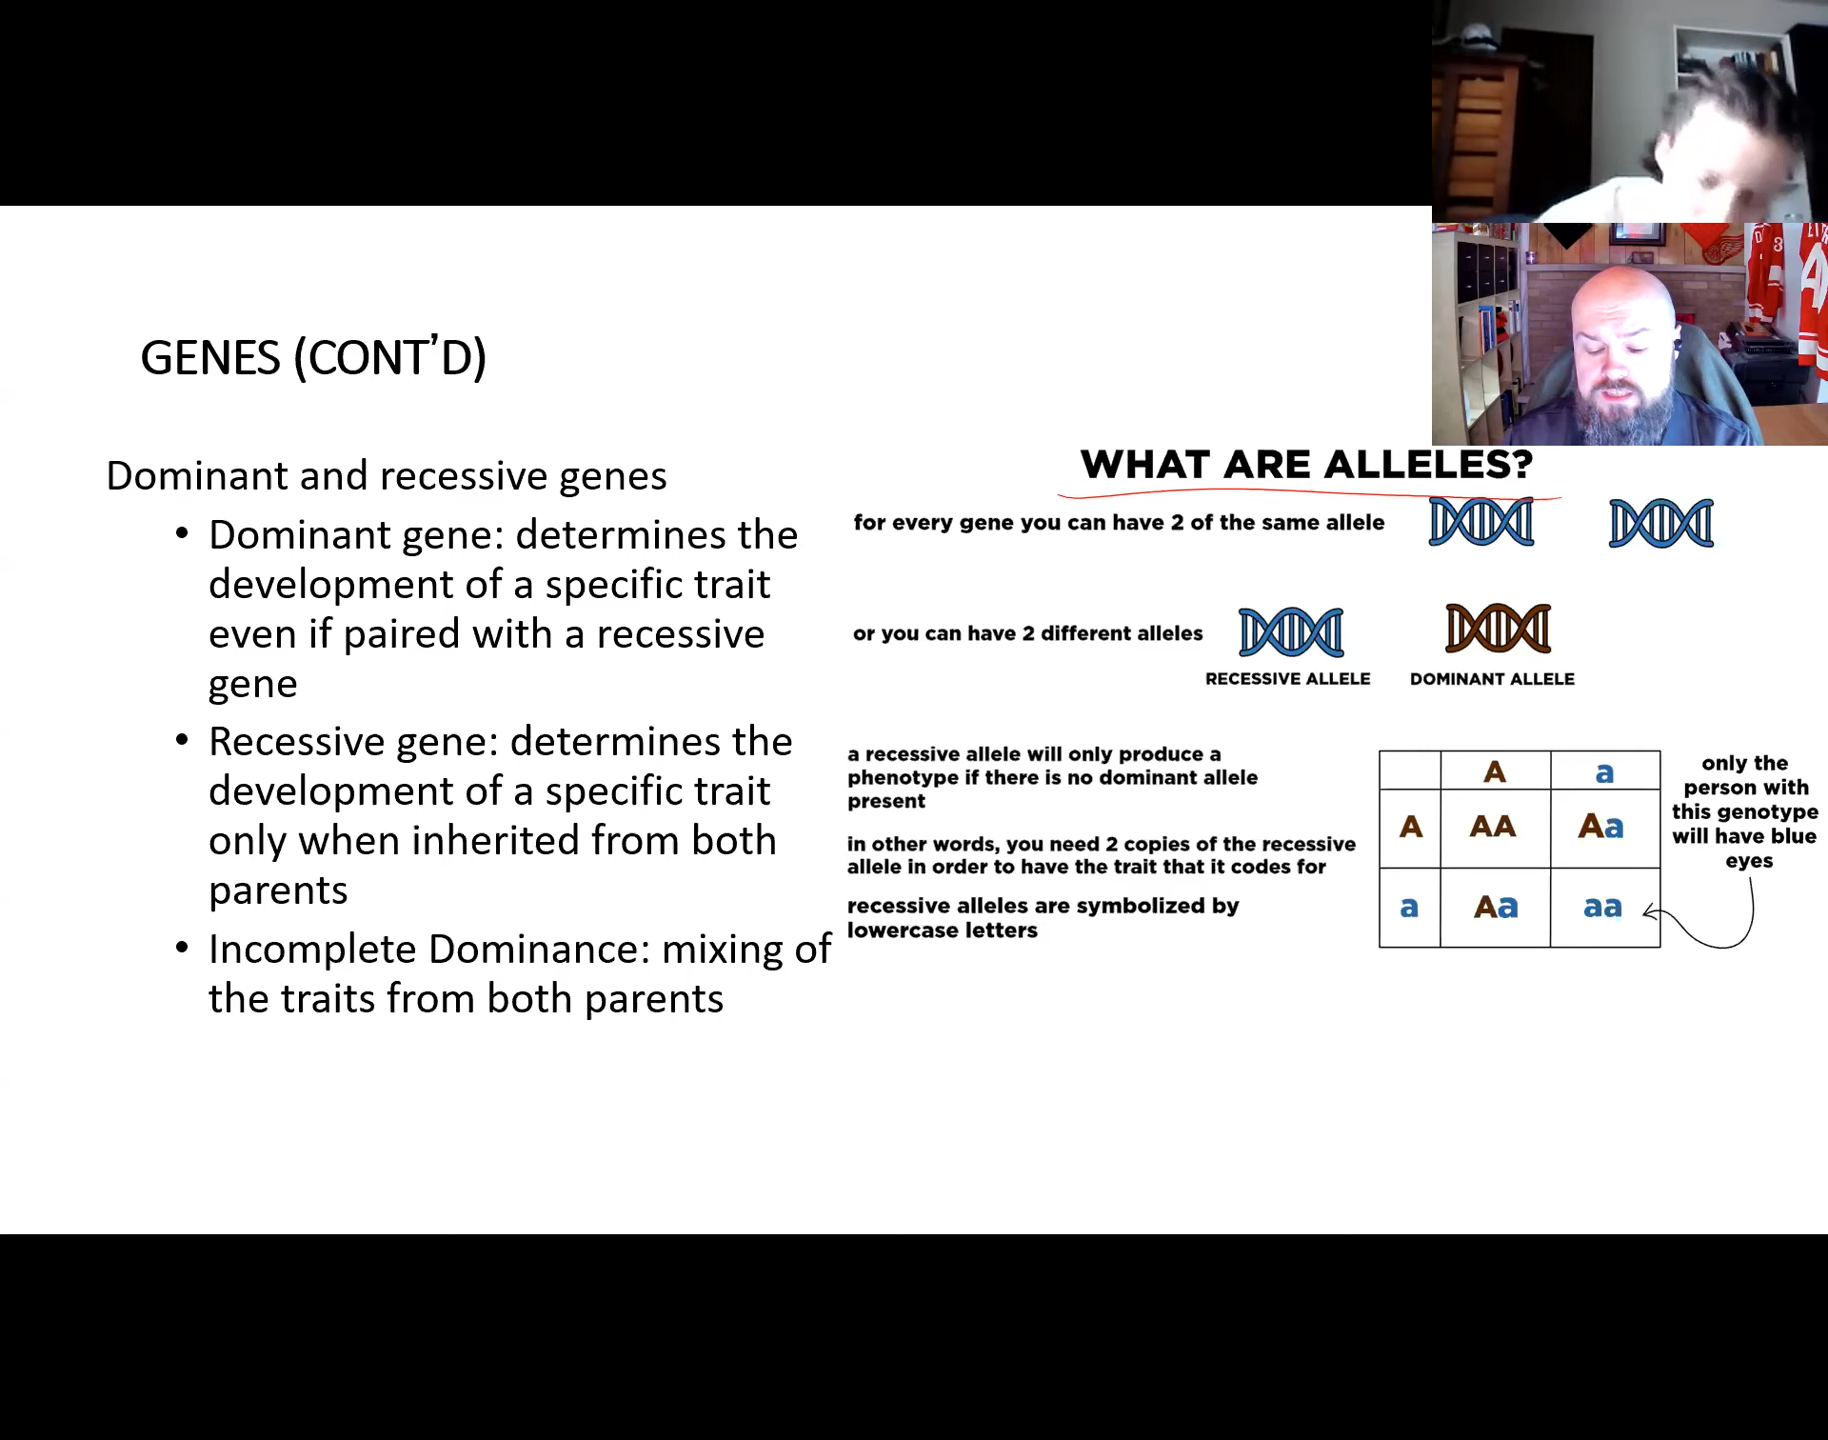 GENES (CONT’D)
Dominant and recessive genes
• Dominant gene: determines the
development of a specific trait
even if paired with a recessive
gene
• Recessive gene: determines the
development of a specific trait
only when inherited from both
parents
• Incomplete Dominance: mixing of
the traits from both parents
WHAT ARE ALLELES?
for every gene you can have 2 of the same allele
or you can have 2 different alleles
RECESSIVE ALLELE
DOMINANT ALLELE
a recessive allele will only produce a
phenotype if there is no dominant allele
present
in other words, you need 2 copies of the recessive
allele in order to have the trait that it codes for
recessive alleles are symbolized by
lowercase letters
A a
A AA Aa
a Aa aa
only the
person with
this genotype
will have blue
eyes